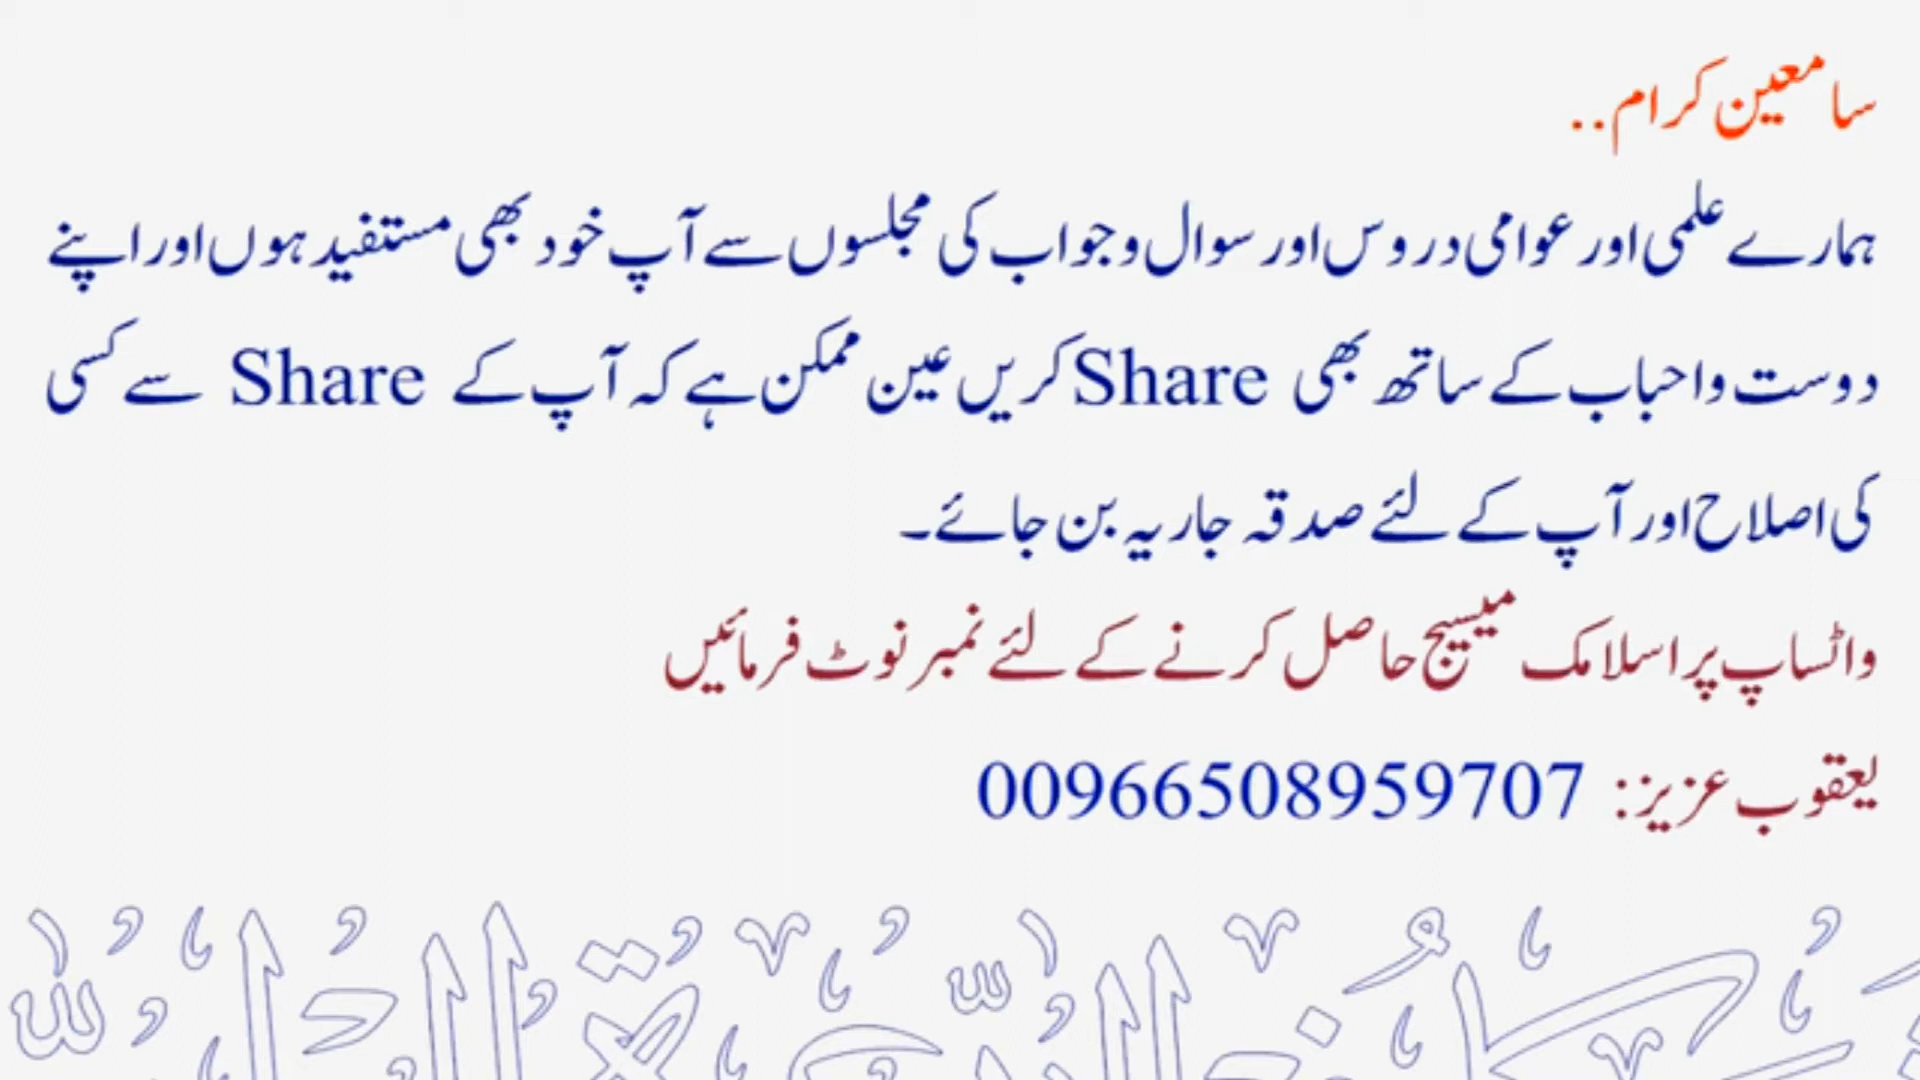 سامعین کرام..
ہمارے علمی اور عوامی دروس اور سوال وجواب کی مجلسوں سے آپ خود بھی مستفید ہوں اور اپنے
دوست واحباب کے ساتھ بھی Share کریں عین ممکن ہے کہ آپ کے Share سے کسی
کی اصلاح اور آپ کے لئے صدقہ جاریہ بن جائے۔
واٹساپ پر اسلامک میسیج حاصل کرنے کے لئے نمبر نوٹ فرمائیں
یعقوب عزیز: 00966508959707